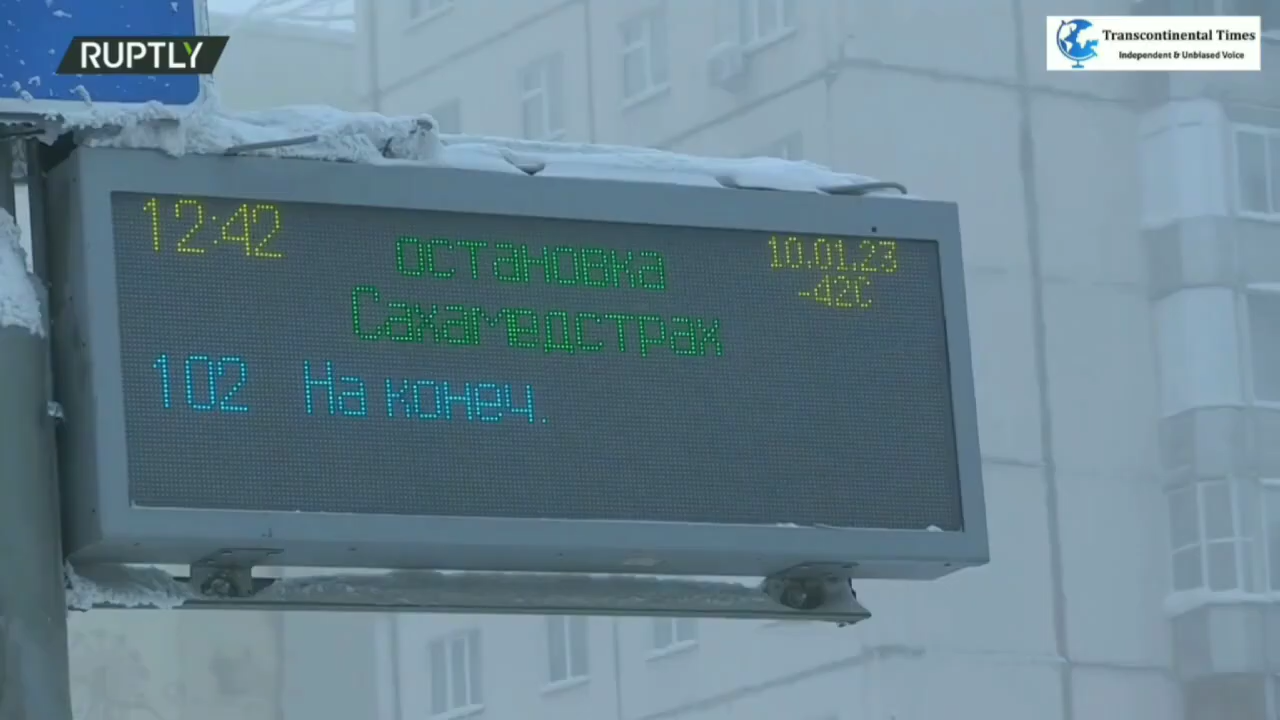 RUPTLY
Transcontinental Times
Independent & Unbiased Voice
12:42
остановка
10.01.23
-42C
Сахамедстрах
102 На конеч.